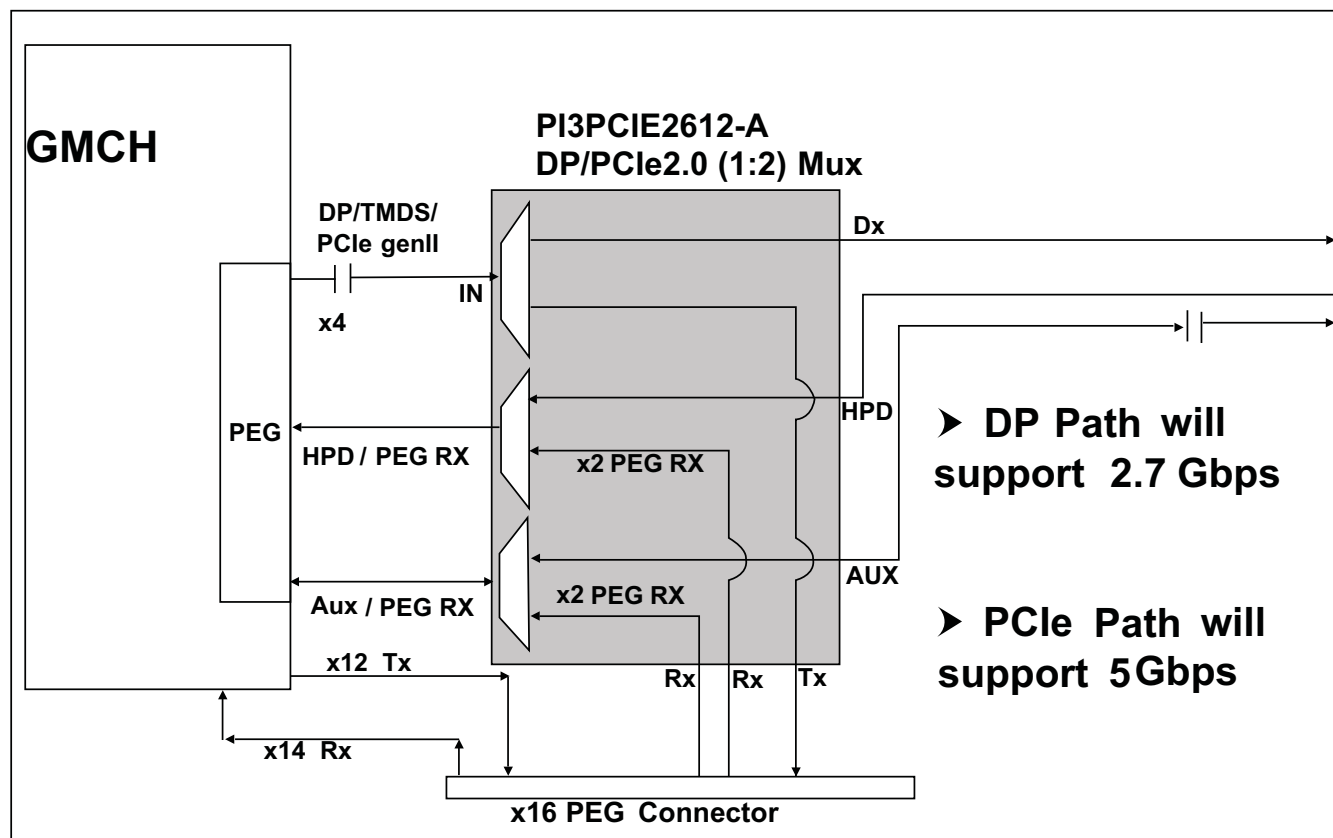 PI3PCIE2612-A
DP/PCIe2.0 (1:2) Mux
GMCH
DP/TMDS/
PCIe genII
Dx
IN
x4
HPD
PEG
HPD / PEG RX
x2 PEG RX
➤ DP Path will
support 2.7 Gbps
AUX
Aux / PEG RX
x2 PEG RX
➤ PCIe Path will
support 5Gbps
x12 Tx
Rx
Rx
Tx
x14 Rx
x16 PEG Connector